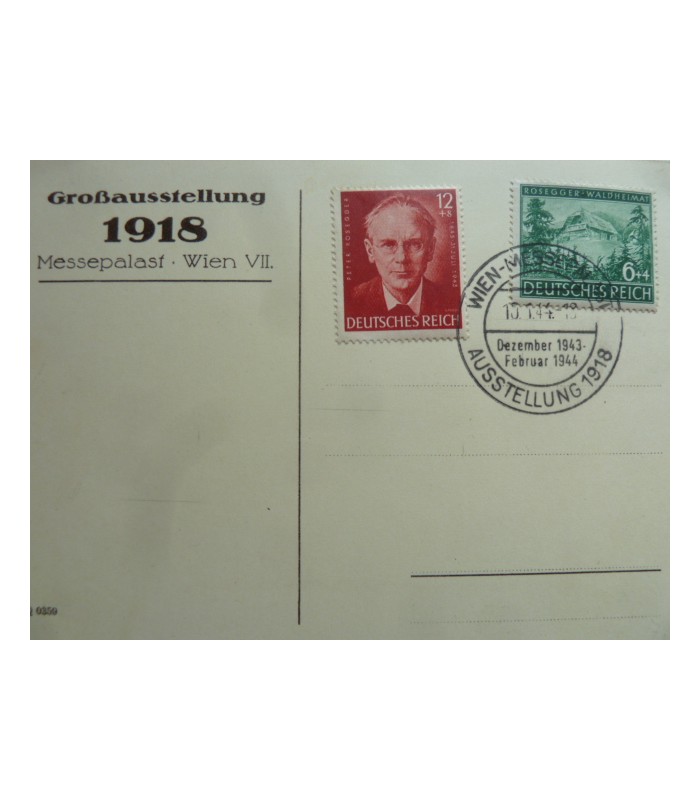 Großausstellung
1918
Messepalast · Wien VII.
PETER ROSEGGER
12
+8
DEUTSCHES REICH
ROSEGGER-WALDHEIMAT
6+4
DEUTSCHES REICH
WIEN-
Dezember 1943-
Februar 1944
AUSSTELLUNG 1918
0350